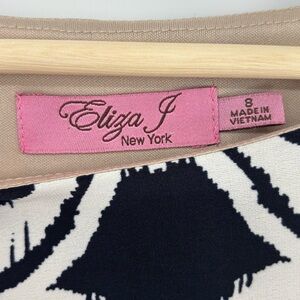 Eliza J
New York
8
MADE IN
VIETNAM